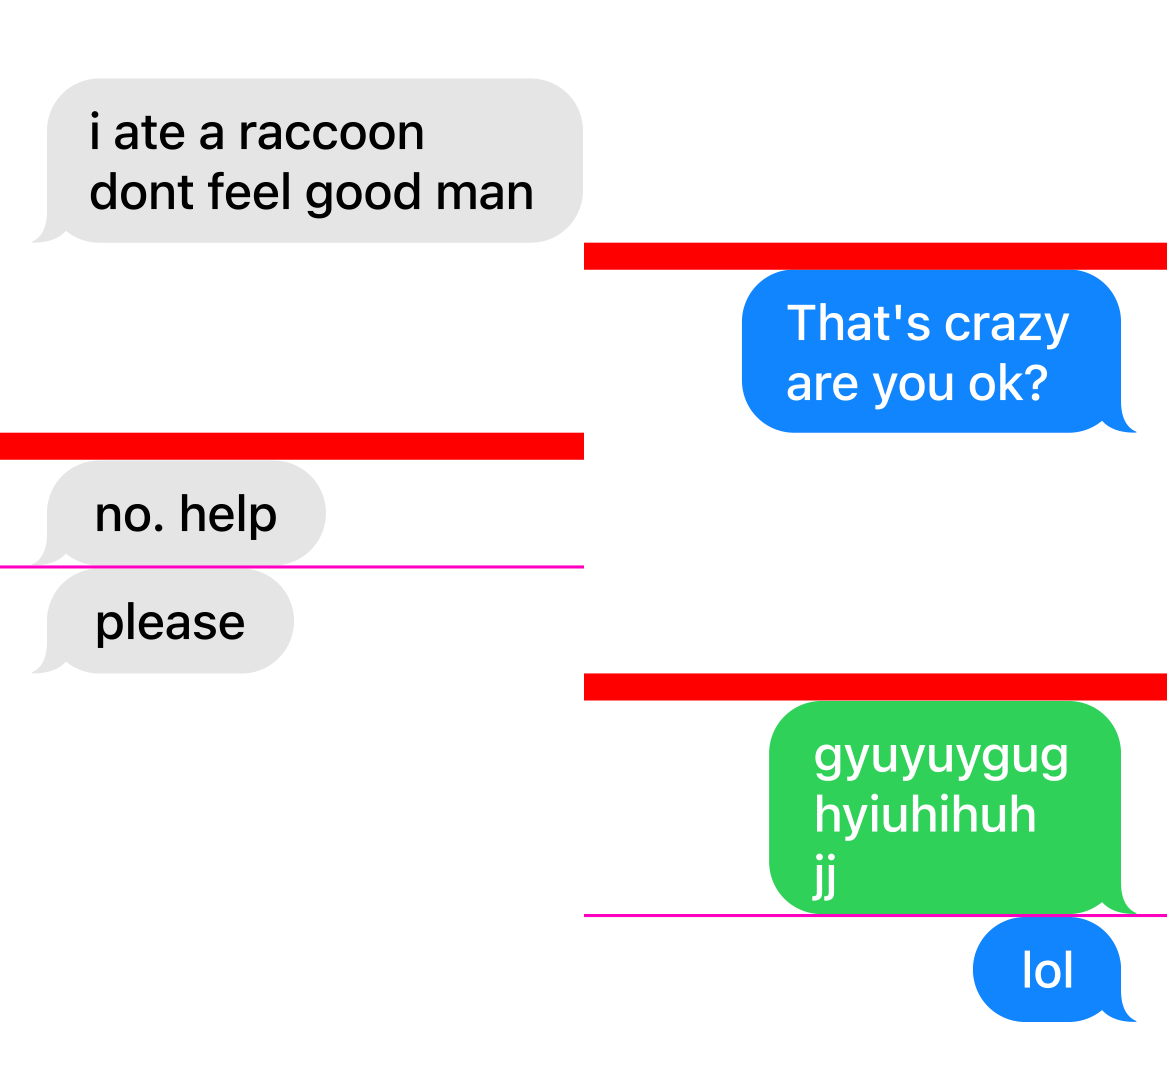 i ate a raccoon
dont feel good man
That's crazy
are you ok?
no. help
please
gyuyuygug
hyiuhihuh
jj
lol